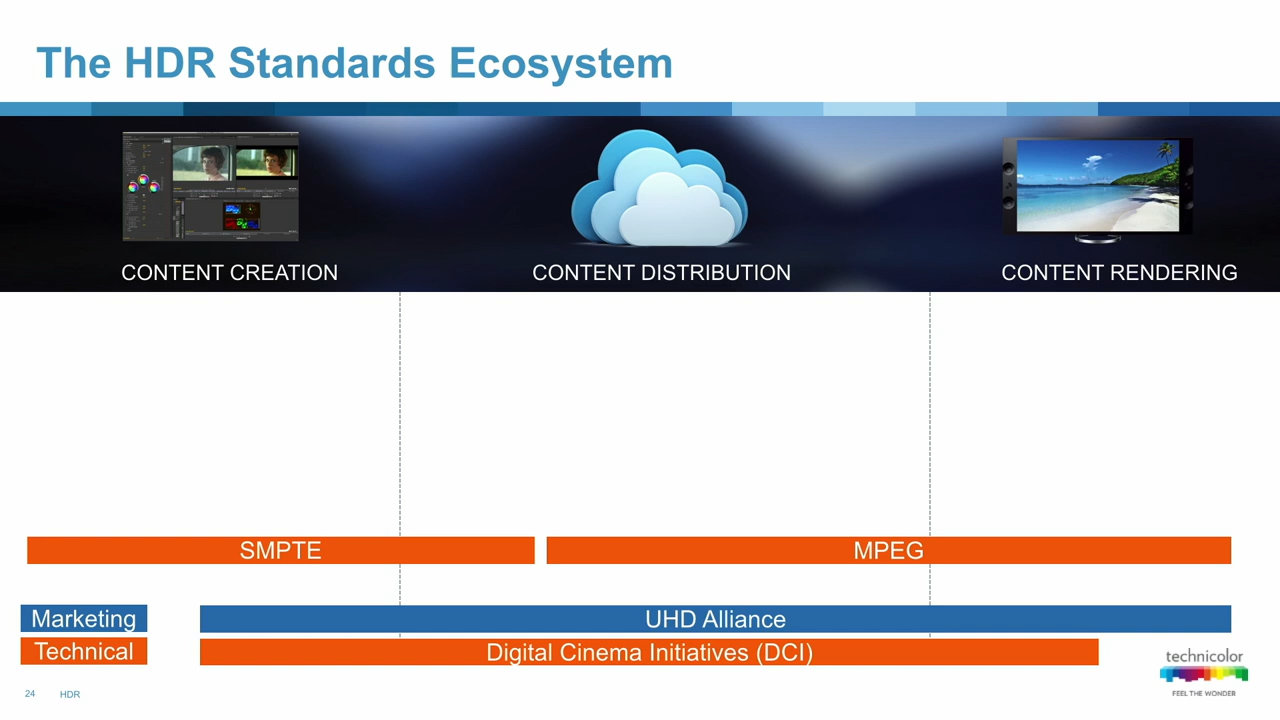 The HDR Standards Ecosystem
CONTENT CREATION
CONTENT DISTRIBUTION
CONTENT RENDERING
SMPTE
MPEG
Marketing
UHD Alliance
Technical
Digital Cinema Initiatives (DCI)
technicolor
FEEL THE WONDER
24
HDR